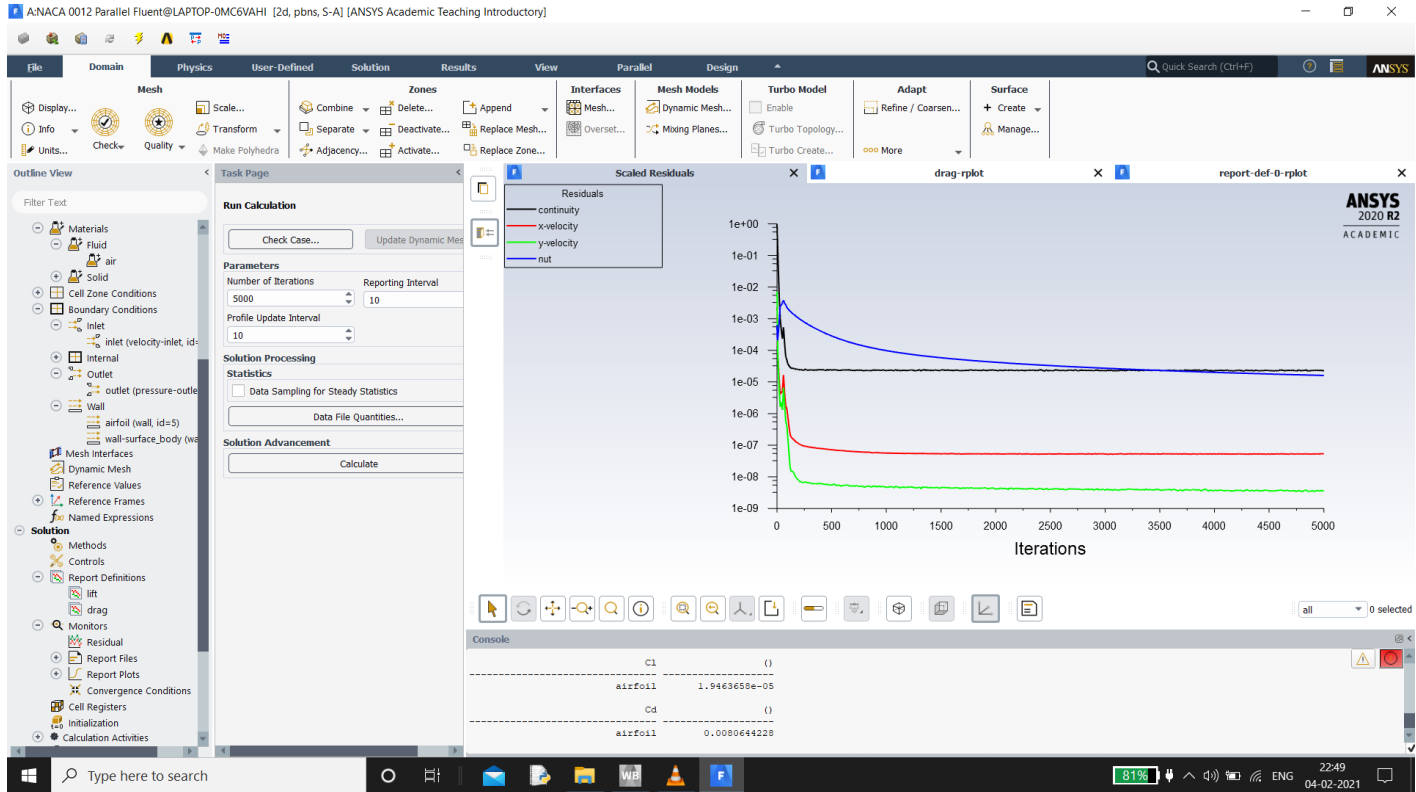 A:NACA 0012 Parallel Fluent@LAPTOP-0MC6VAHI [2d, pbns, S-A] [ANSYS Academic Teaching Introductory]
File Domain Physics User-Defined Solution Results View Parallel Design
Quick Search (Ctrl+F)
ANSYS
Mesh
Display...
Info
Units...
Check
Quality
Scale...
Transform
Make Polyhedra
Zones
Combine
Delete...
Append
Separate
Deactivate...
Replace Mesh...
Adjacency...
Activate...
Replace Zone...
Interfaces
Mesh...
Overset...
Mesh Models
Dynamic Mesh...
Mixing Planes...
Turbo Model
Enable
Turbo Topology...
Turbo Create...
Adapt
Refine / Coarsen...
More
Surface
Create
Manage...
Outline View
Filter Text
Materials
Fluid
air
Solid
Cell Zone Conditions
Boundary Conditions
Inlet
inlet (velocity-inlet, id=
Internal
Outlet
outlet (pressure-outle
Wall
airfoil (wall, id=5)
wall-surface_body (wa
Mesh Interfaces
Dynamic Mesh
Reference Values
Reference Frames
Named Expressions
Solution
Methods
Controls
Report Definitions
lift
drag
Monitors
Residual
Report Files
Report Plots
Convergence Conditions
Cell Registers
Initialization
Calculation Activities
Task Page
Run Calculation
Check Case...
Update Dynamic Mes
Parameters
Number of Iterations
Reporting Interval
5000
10
Profile Update Interval
10
Solution Processing
Statistics
Data Sampling for Steady Statistics
Data File Quantities...
Solution Advancement
Calculate
Scaled Residuals
drag-rplot
report-def-0-rplot
Residuals
continuity
x-velocity
y-velocity
nut
ANSYS
2020 R2
ACADEMIC
1e+00
1e-01
1e-02
1e-03
1e-04
1e-05
1e-06
1e-07
1e-08
1e-09
0 500 1000 1500 2000 2500 3000 3500 4000 4500 5000
Iterations
all
0 selected
Console
Cl ()
airfoil 1.9463658e-05
Cd ()
airfoil 0.0080644228
Type here to search
WB
81%
ENG
22:49
04-02-2021